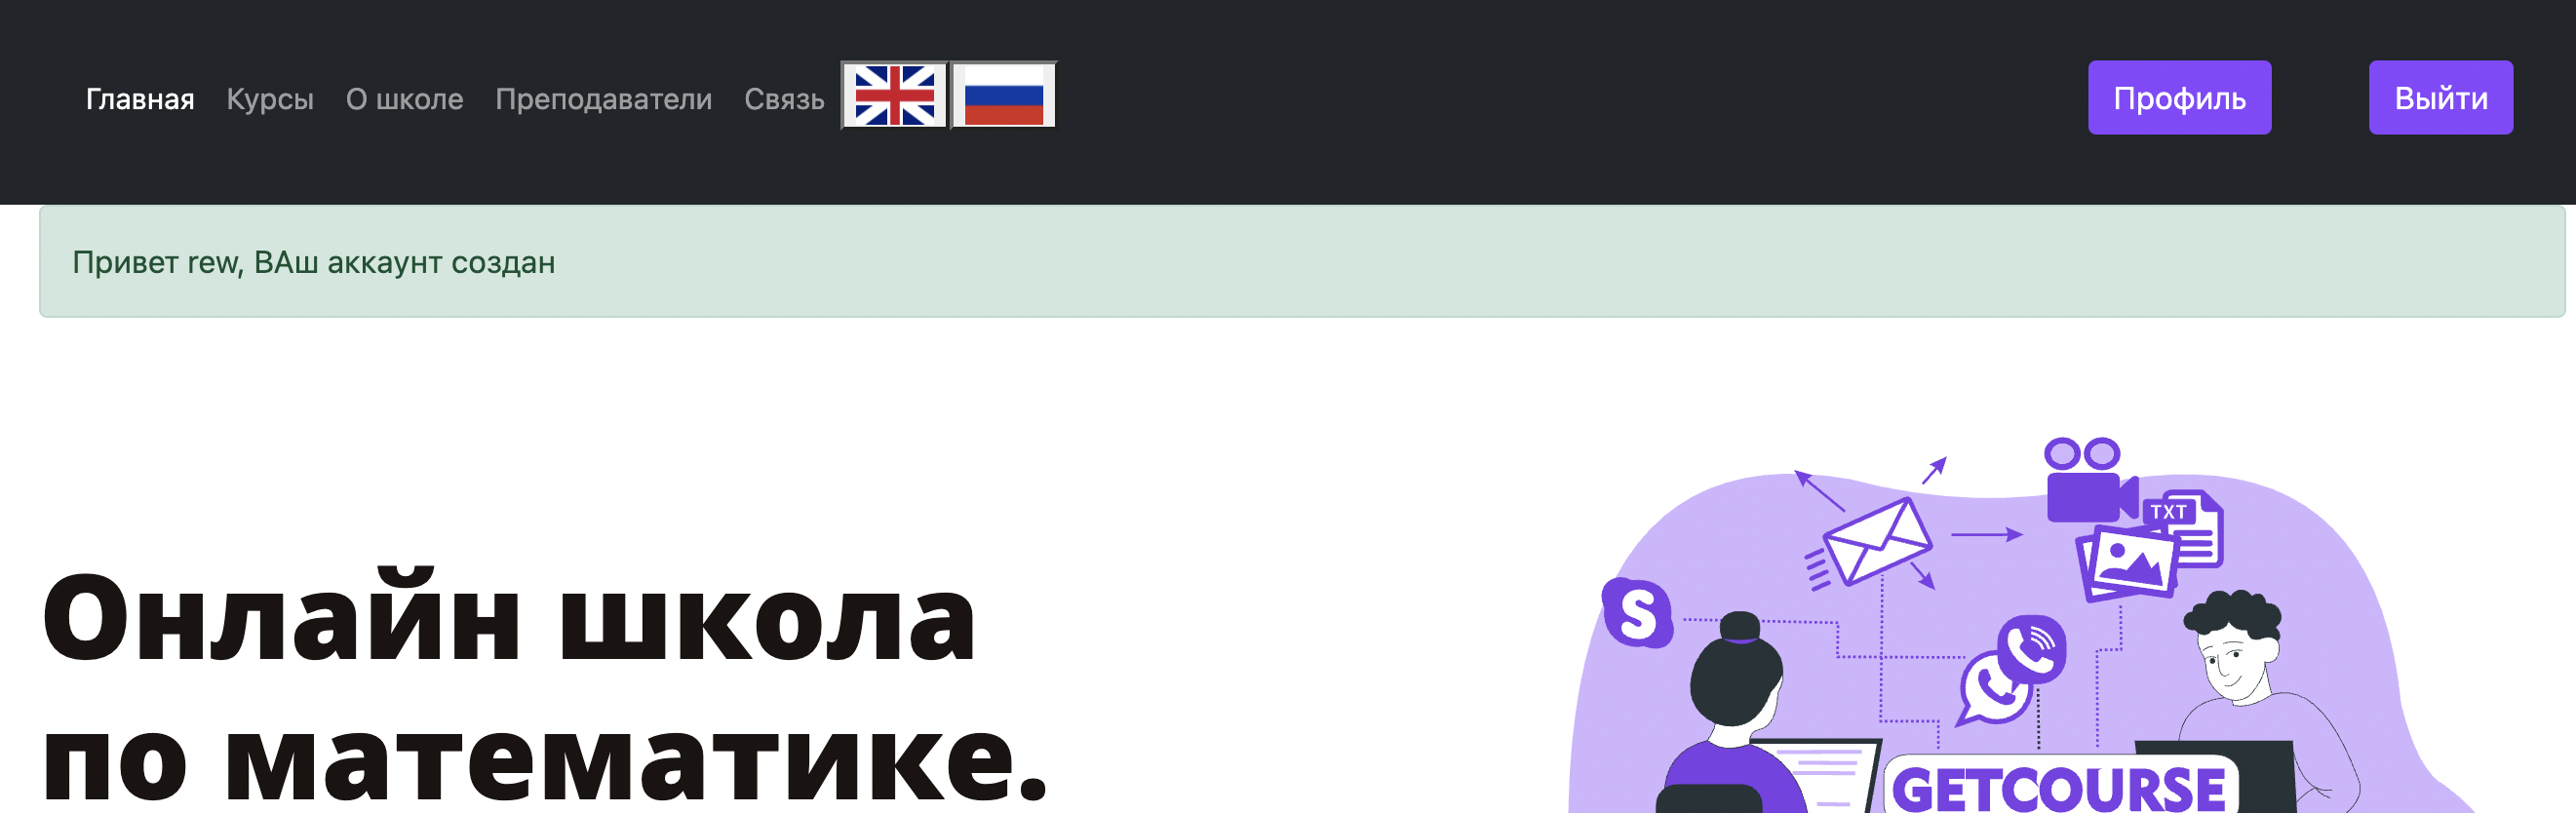 Главная Курсы О школе Преподаватели Связь Профиль Выйти
Привет rew, ВАш аккаунт создан
TXT
S
Онлайн школа
по математике.
GETCOURSE